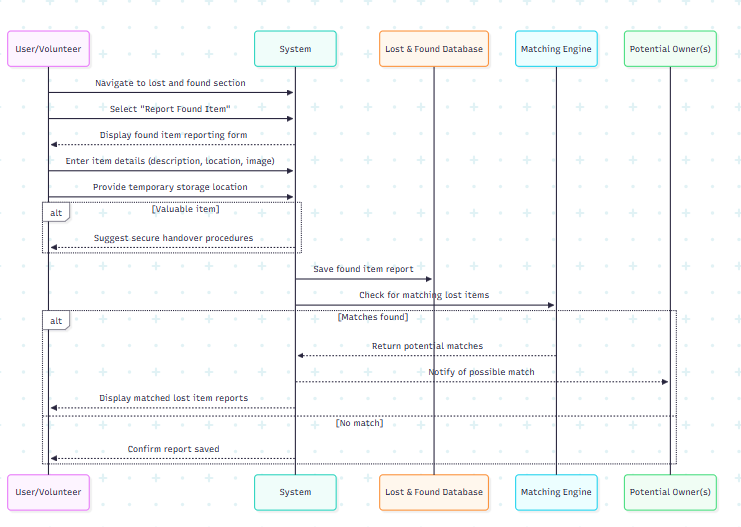 User/Volunteer System Lost & Found Database Matching Engine Potential Owner(s)
Navigate to lost and found section
Select "Report Found Item"
Display found item reporting form
Enter item details (description, location, image)
Provide temporary storage location
alt [Valuable item]
Suggest secure handover procedures
Save found item report
Check for matching lost items
alt [Matches found]
Return potential matches
Notify of possible match
Display matched lost item reports
[No match]
Confirm report saved
User/Volunteer System Lost & Found Database Matching Engine Potential Owner(s)